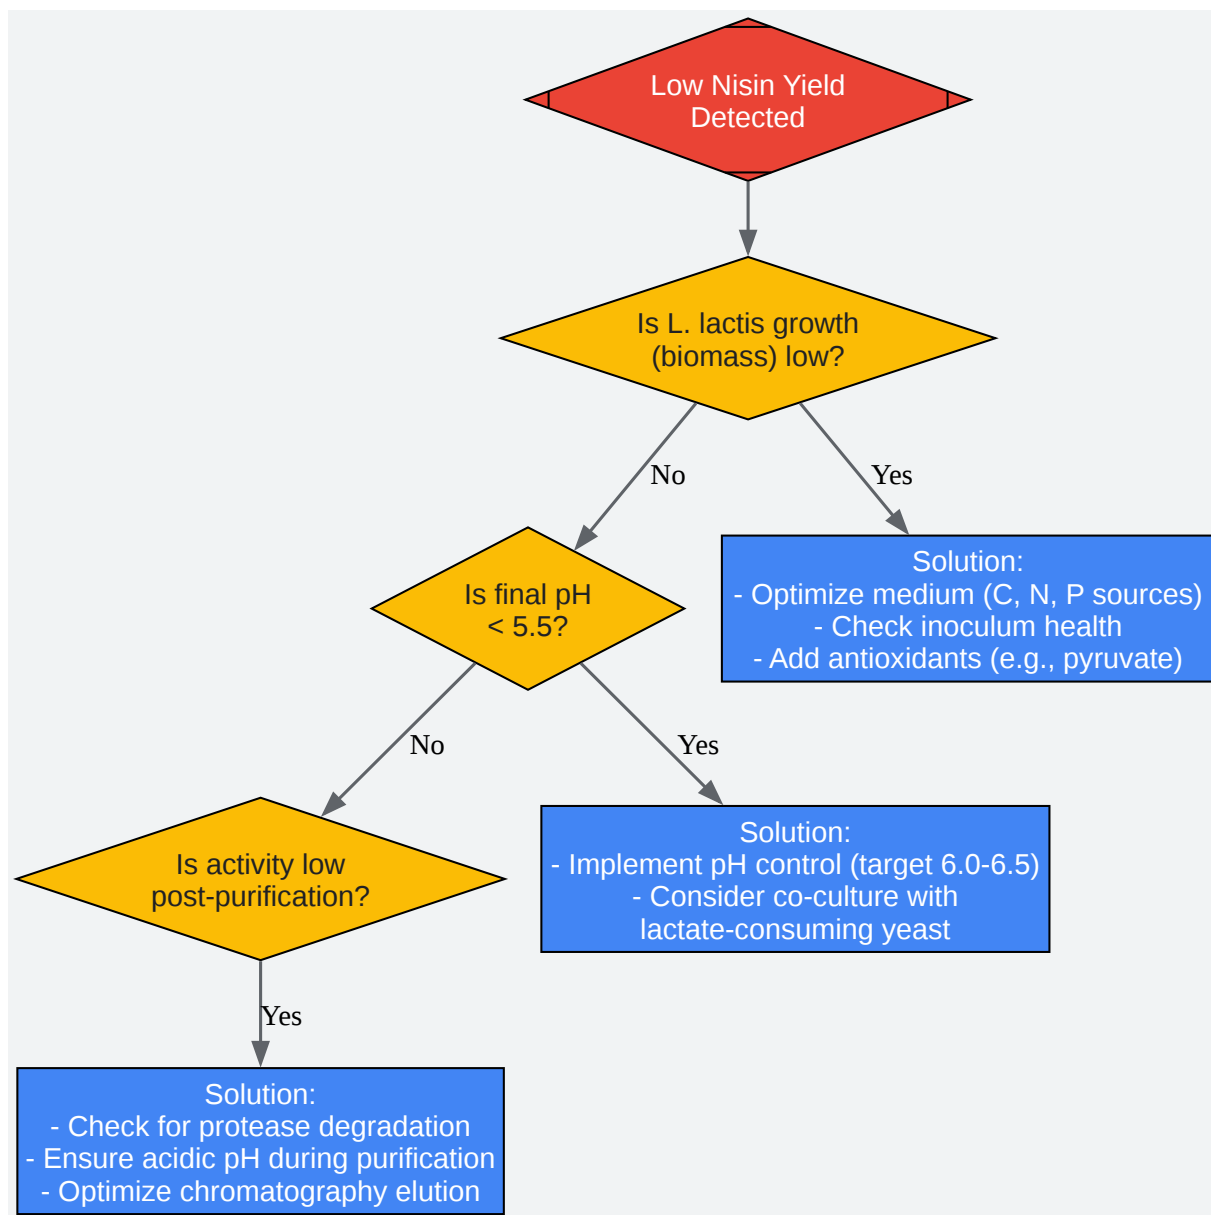 Low Nisin Yield
Detected
Is L. lactis growth
(biomass) low?
No
Yes
Is final pH
< 5.5?
Solution:
- Optimize medium (C, N, P sources)
- Check inoculum health
- Add antioxidants (e.g., pyruvate)
No
Yes
Is activity low
post-purification?
Solution:
- Implement pH control (target 6.0-6.5)
- Consider co-culture with
lactate-consuming yeast
Yes
Solution:
- Check for protease degradation
- Ensure acidic pH during purification
- Optimize chromatography elution